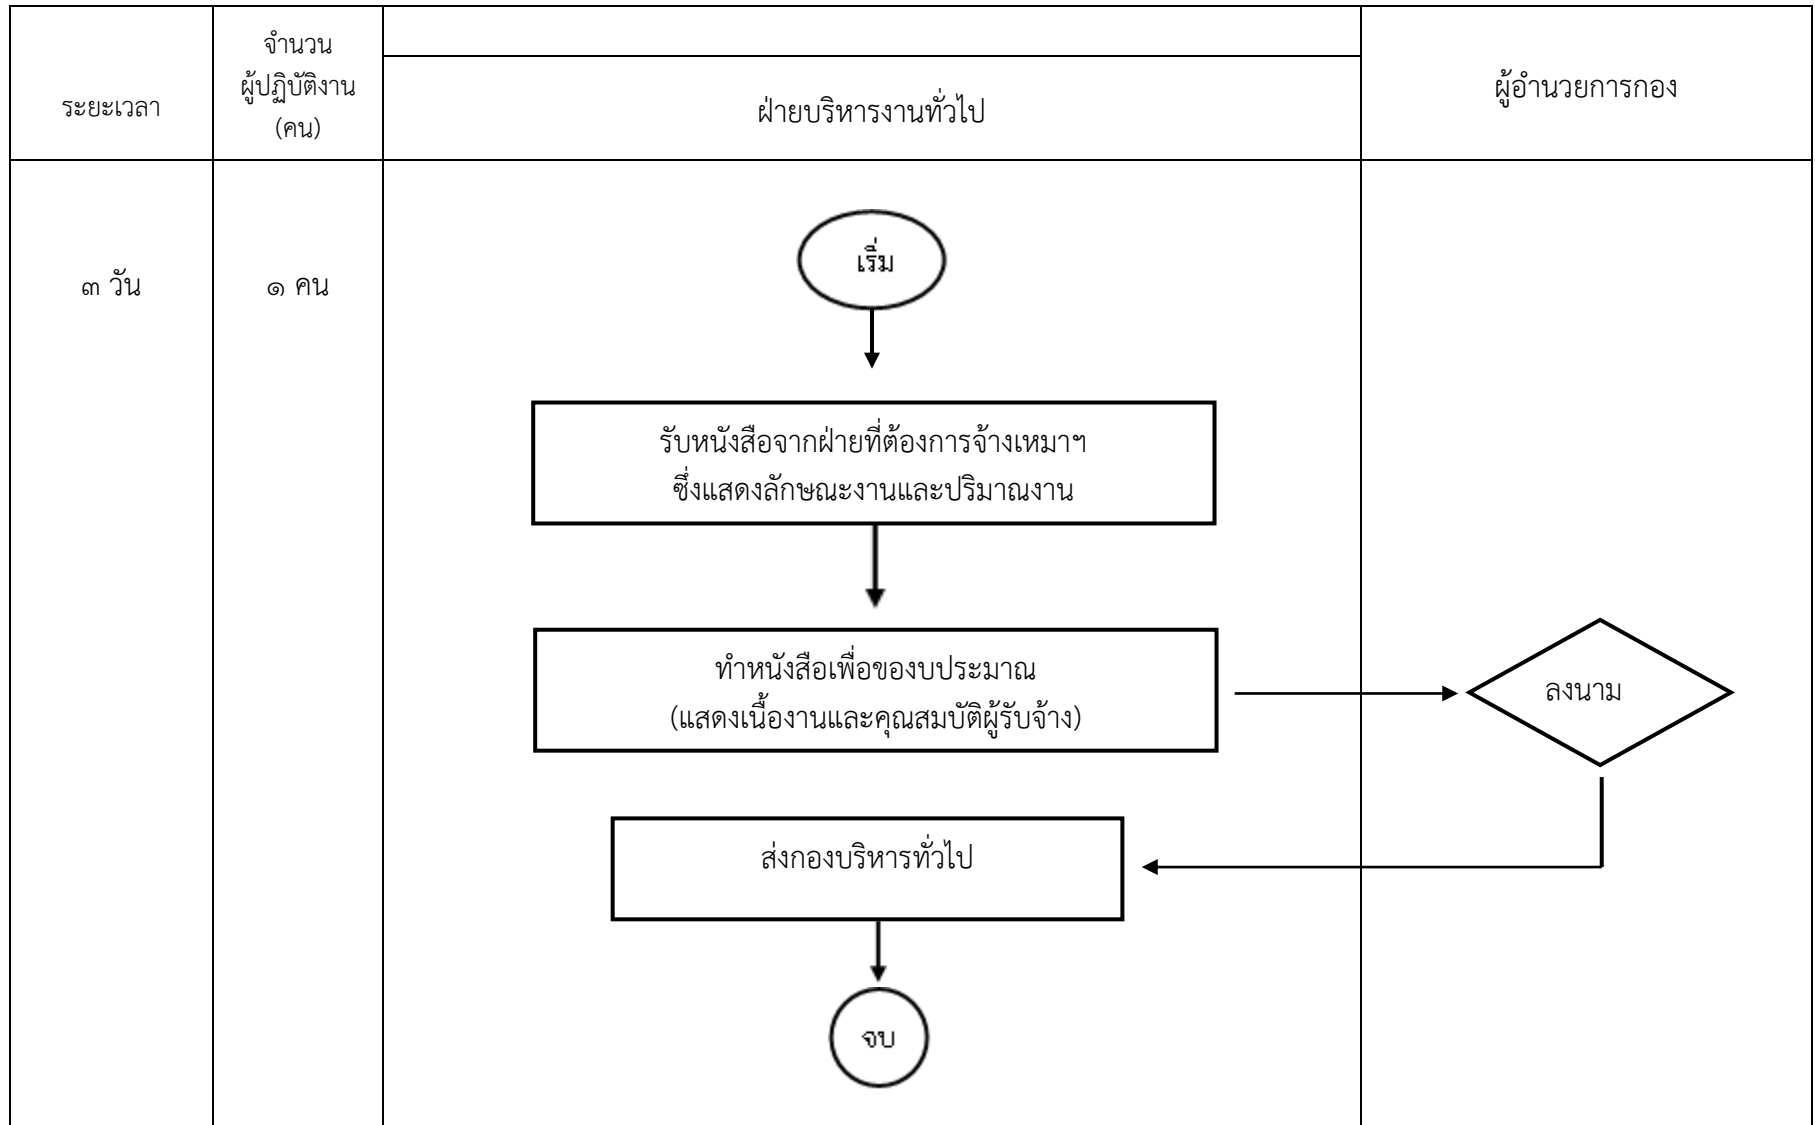 ระยะเวลา
จำนวน
ผู้ปฏิบัติงาน
(คน)
ฝ่ายบริหารงานทั่วไป
ผู้อำนวยการกอง
๓ วัน
๑ คน
เริ่ม
รับหนังสือจากฝ่ายที่ต้องการจ้างเหมาฯ
ซึ่งแสดงลักษณะงานและปริมาณงาน
ทำหนังสือเพื่อของบประมาณ
(แสดงเนื้องานและคุณสมบัติผู้รับจ้าง)
ลงนาม
ส่งกองบริหารทั่วไป
จบ